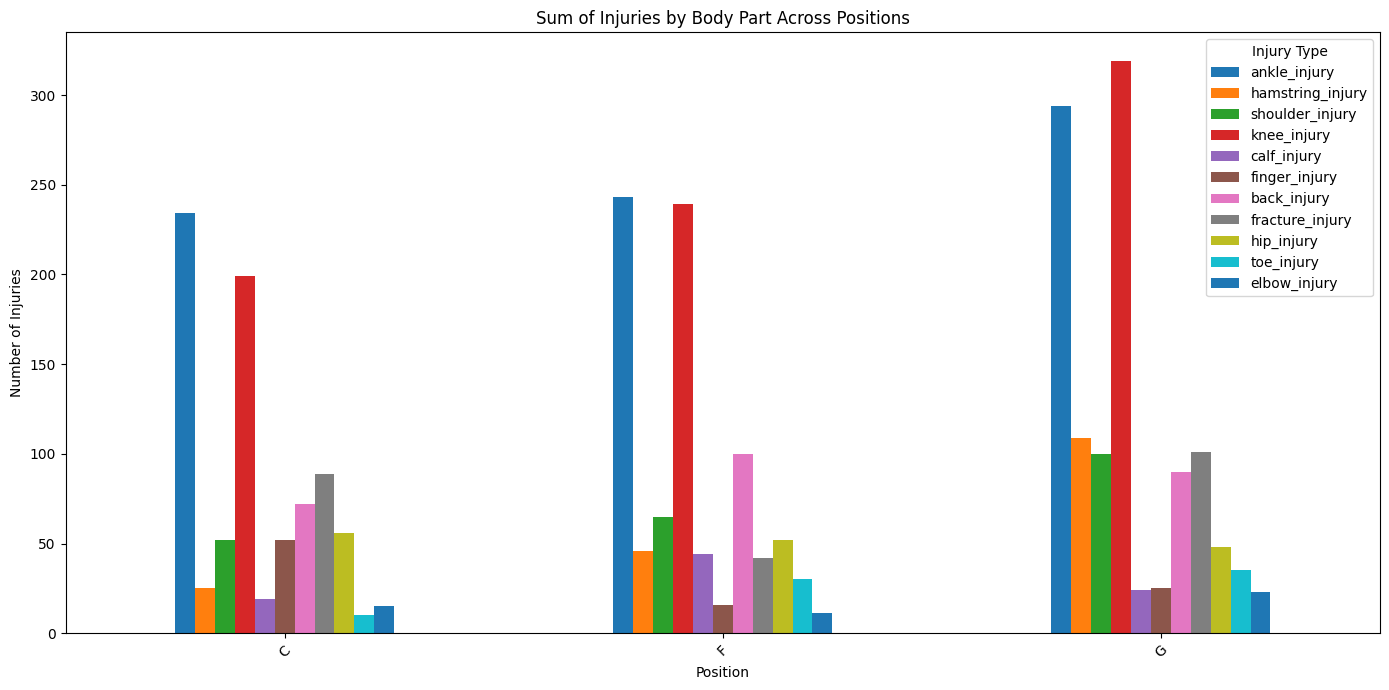 Sum of Injuries by Body Part Across Positions
Number of Injuries
300
250
200
150
100
50
0
Injury Type
ankle_injury
hamstring_injury
shoulder_injury
knee_injury
calf_injury
finger_injury
back_injury
fracture_injury
hip_injury
toe_injury
elbow_injury
C
F
G
Position